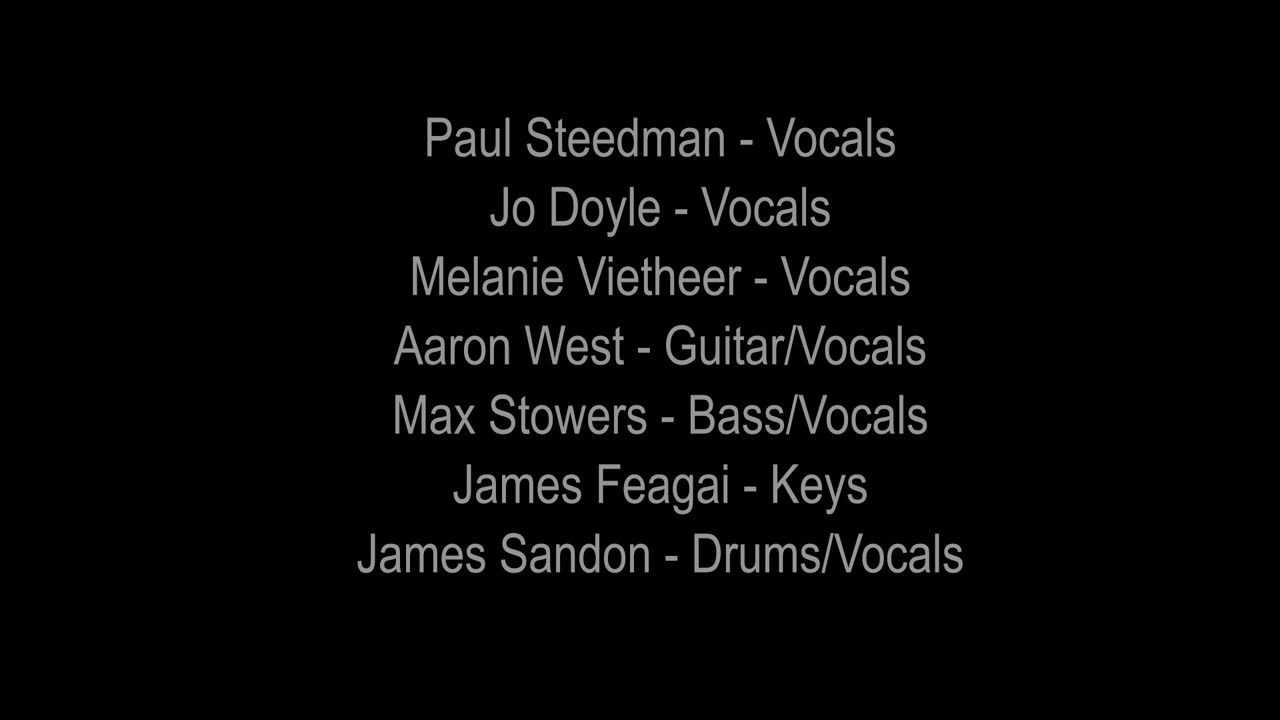 Paul Steedman - Vocals
Jo Doyle - Vocals
Melanie Vietheer - Vocals
Aaron West - Guitar/Vocals
Max Stowers - Bass/Vocals
James Feagai - Keys
James Sandon - Drums/Vocals